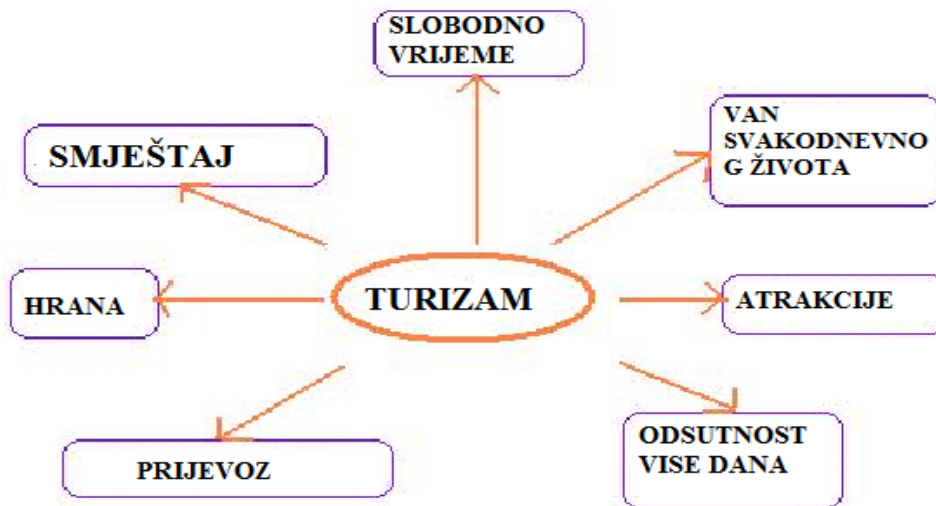 SLOBODNO
VRIJEME
VAN
SVAKODNEVNO
G ŽIVOTA
SMJEŠTAJ
HRANA
TURIZAM
ATRAKCIJE
PRIJEVOZ
ODSUTNOST
VISE DANA